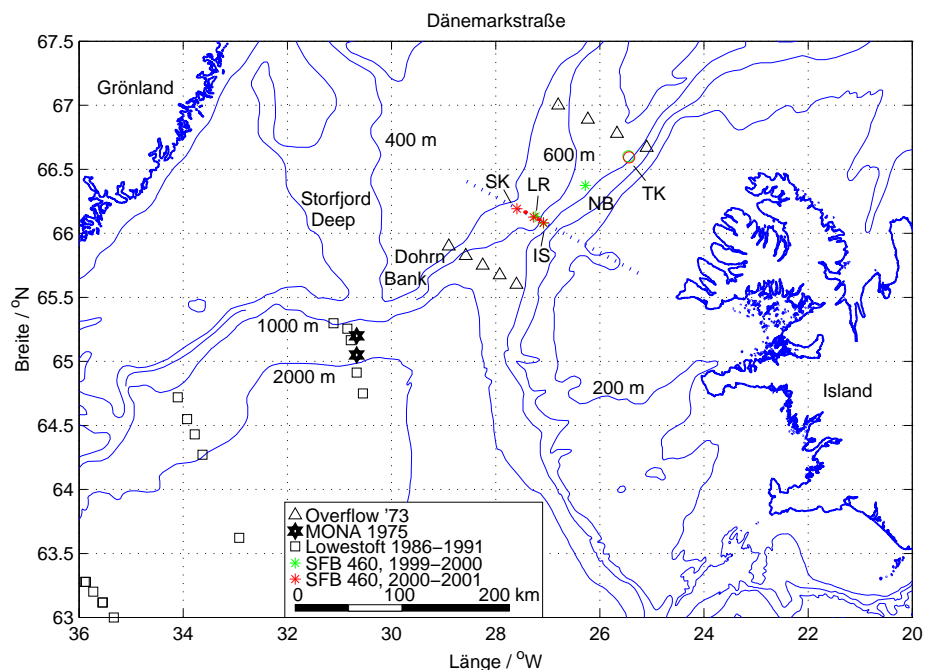 Dänemarkstraße
67.5
67
66.5
66
65.5
65
64.5
64
63.5
63
Breite / °N
Grönland
400 m
600 m
SK
LR
NB
TK
IS
Storfjord
Deep
Dohrn
Bank
1000 m
2000 m
200 m
Island
Overflow '73
MONA 1975
Lowestoft 1986−1991
SFB 460, 1999−2000
SFB 460, 2000−2001
0 100 200 km
36 34 32 30 28 26 24 22 20
Länge / °W